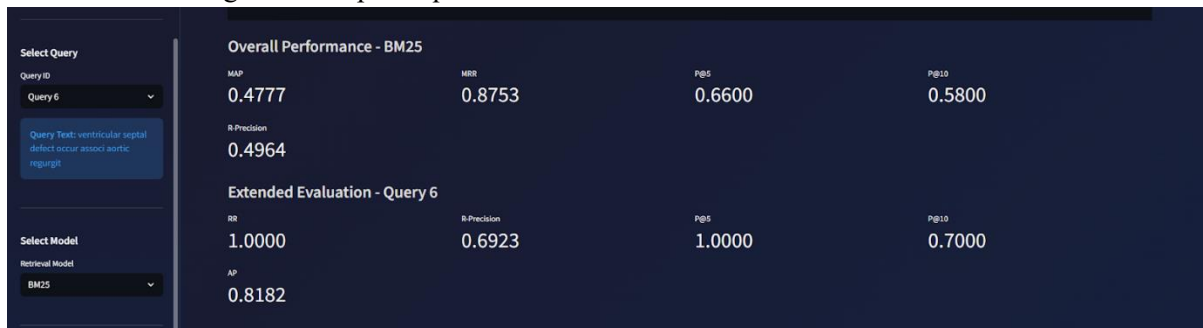 Select Query
Query ID
Query 6
Query Text: ventricular septal
defect occur associ aortic
regurgit
Select Model
Retrieval Model
BM25
Overall Performance - BM25
MAP MRR P@5 P@10
0.4777 0.8753 0.6600 0.5800
R-Precision
0.4964
Extended Evaluation - Query 6
RR R-Precision P@5 P@10
1.0000 0.6923 1.0000 0.7000
AP
0.8182